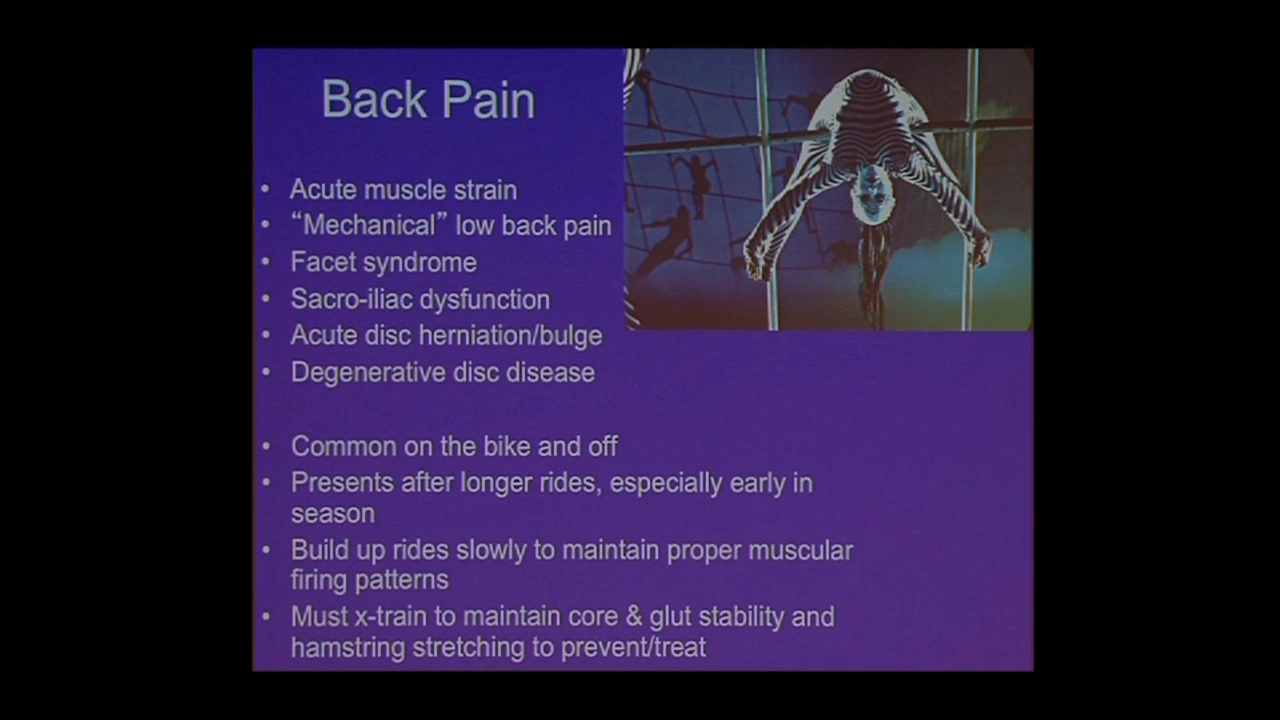 Back Pain
• Acute muscle strain
• “Mechanical” low back pain
• Facet syndrome
• Sacro-iliac dysfunction
• Acute disc herniation/bulge
• Degenerative disc disease
• Common on the bike and off
• Presents after longer rides, especially early in
season
• Build up rides slowly to maintain proper muscular
firing patterns
• Must x-train to maintain core & glut stability and
hamstring stretching to prevent/treat